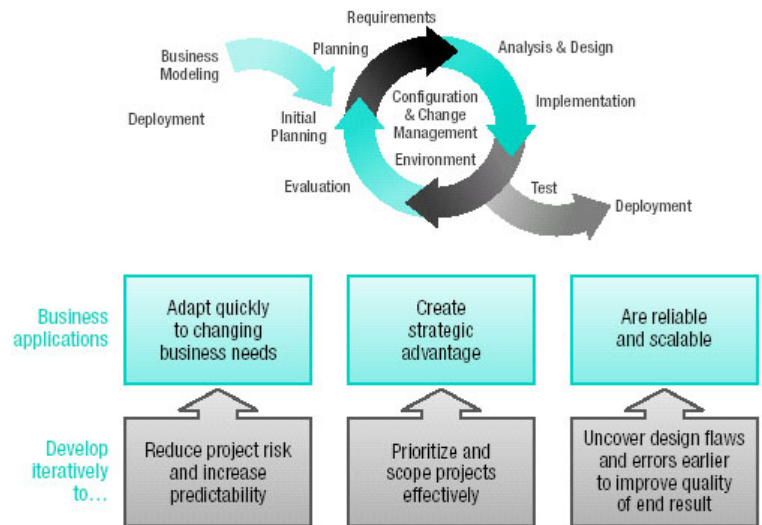 Requirements
Planning
Analysis & Design
Business
Modeling
Implementation
Configuration
& Change
Management
Deployment
Initial
Planning
Environment
Evaluation
Test
Deployment
Business
applications
Adapt quickly
to changing
business needs
Create
strategic
advantage
Are reliable
and scalable
Develop
iteratively
to...
Reduce project risk
and increase
predictability
Prioritize and
scope projects
effectively
Uncover design flaws
and errors earlier
to improve quality
of end result